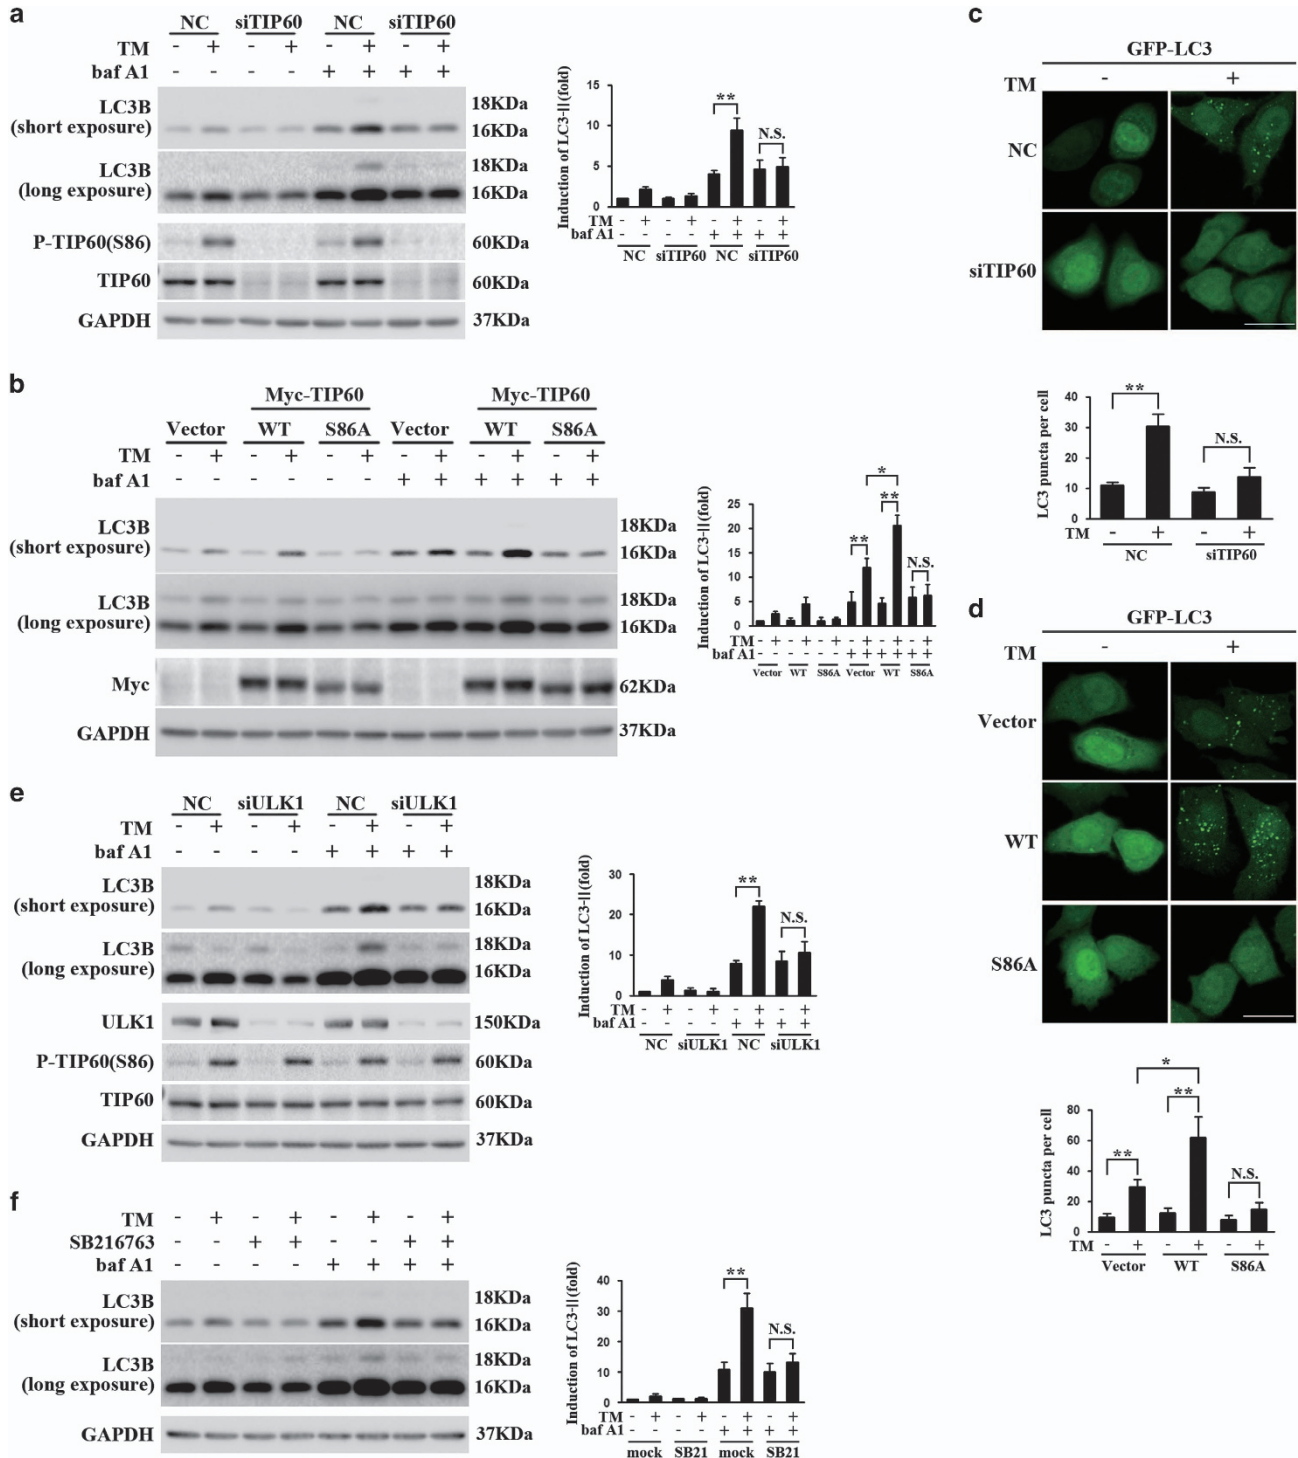 a
NC siTIP60 NC siTIP60
TM - + - + - + - +
baf A1 - - - - + + + +
LC3B
(short exposure)
18KDa
16KDa
LC3B
(long exposure)
18KDa
16KDa
P-TIP60(S86) 60KDa
TIP60 60KDa
GAPDH 37KDa
Induction of LC3-II(fold)
15
10
5
0
**
N.S.
TM - + - + - + - +
baf A1 - - - - + + + +
NC siTIP60 NC siTIP60
b
Myc-TIP60 Myc-TIP60
Vector WT S86A Vector WT S86A
TM - + - + - + - + - + - +
baf A1 - - - - - - + + + + + +
LC3B
(short exposure)
18KDa
16KDa
LC3B
(long exposure)
18KDa
16KDa
Myc 62KDa
GAPDH 37KDa
Induction of LC3-II(fold)
25
20
15
10
5
0
*
**
**
N.S.
TM - + - + - + - + - + - +
baf A1 - - - - - - + + + + + +
Vector WT S86A Vector WT S86A
c
GFP-LC3
TM - +
NC
siTIP60
LC3 puncta per cell
40
30
20
10
0
**
N.S.
TM - + - +
NC siTIP60
d
GFP-LC3
TM - +
Vector
WT
S86A
LC3 puncta per cell
80
60
40
20
0
*
**
**
N.S.
TM - + - + - +
Vector WT S86A
e
NC siULK1 NC siULK1
TM - + - + - + - +
baf A1 - - - - + + + +
LC3B
(short exposure)
18KDa
16KDa
LC3B
(long exposure)
18KDa
16KDa
ULK1 150KDa
P-TIP60(S86) 60KDa
TIP60 60KDa
GAPDH 37KDa
Induction of LC3-II(fold)
30
20
10
0
**
N.S.
TM - + - + - + - +
baf A1 - - - - + + + +
NC siULK1 NC siULK1
f
TM - + - + - + - +
SB216763 - - + + - - + +
baf A1 - - - - + + + +
LC3B
(short exposure)
18KDa
16KDa
LC3B
(long exposure)
18KDa
16KDa
GAPDH 37KDa
Induction of LC3-II(fold)
40
30
20
10
0
**
N.S.
TM - + - + - + - +
baf A1 - - - - + + + +
mock SB21 mock SB21